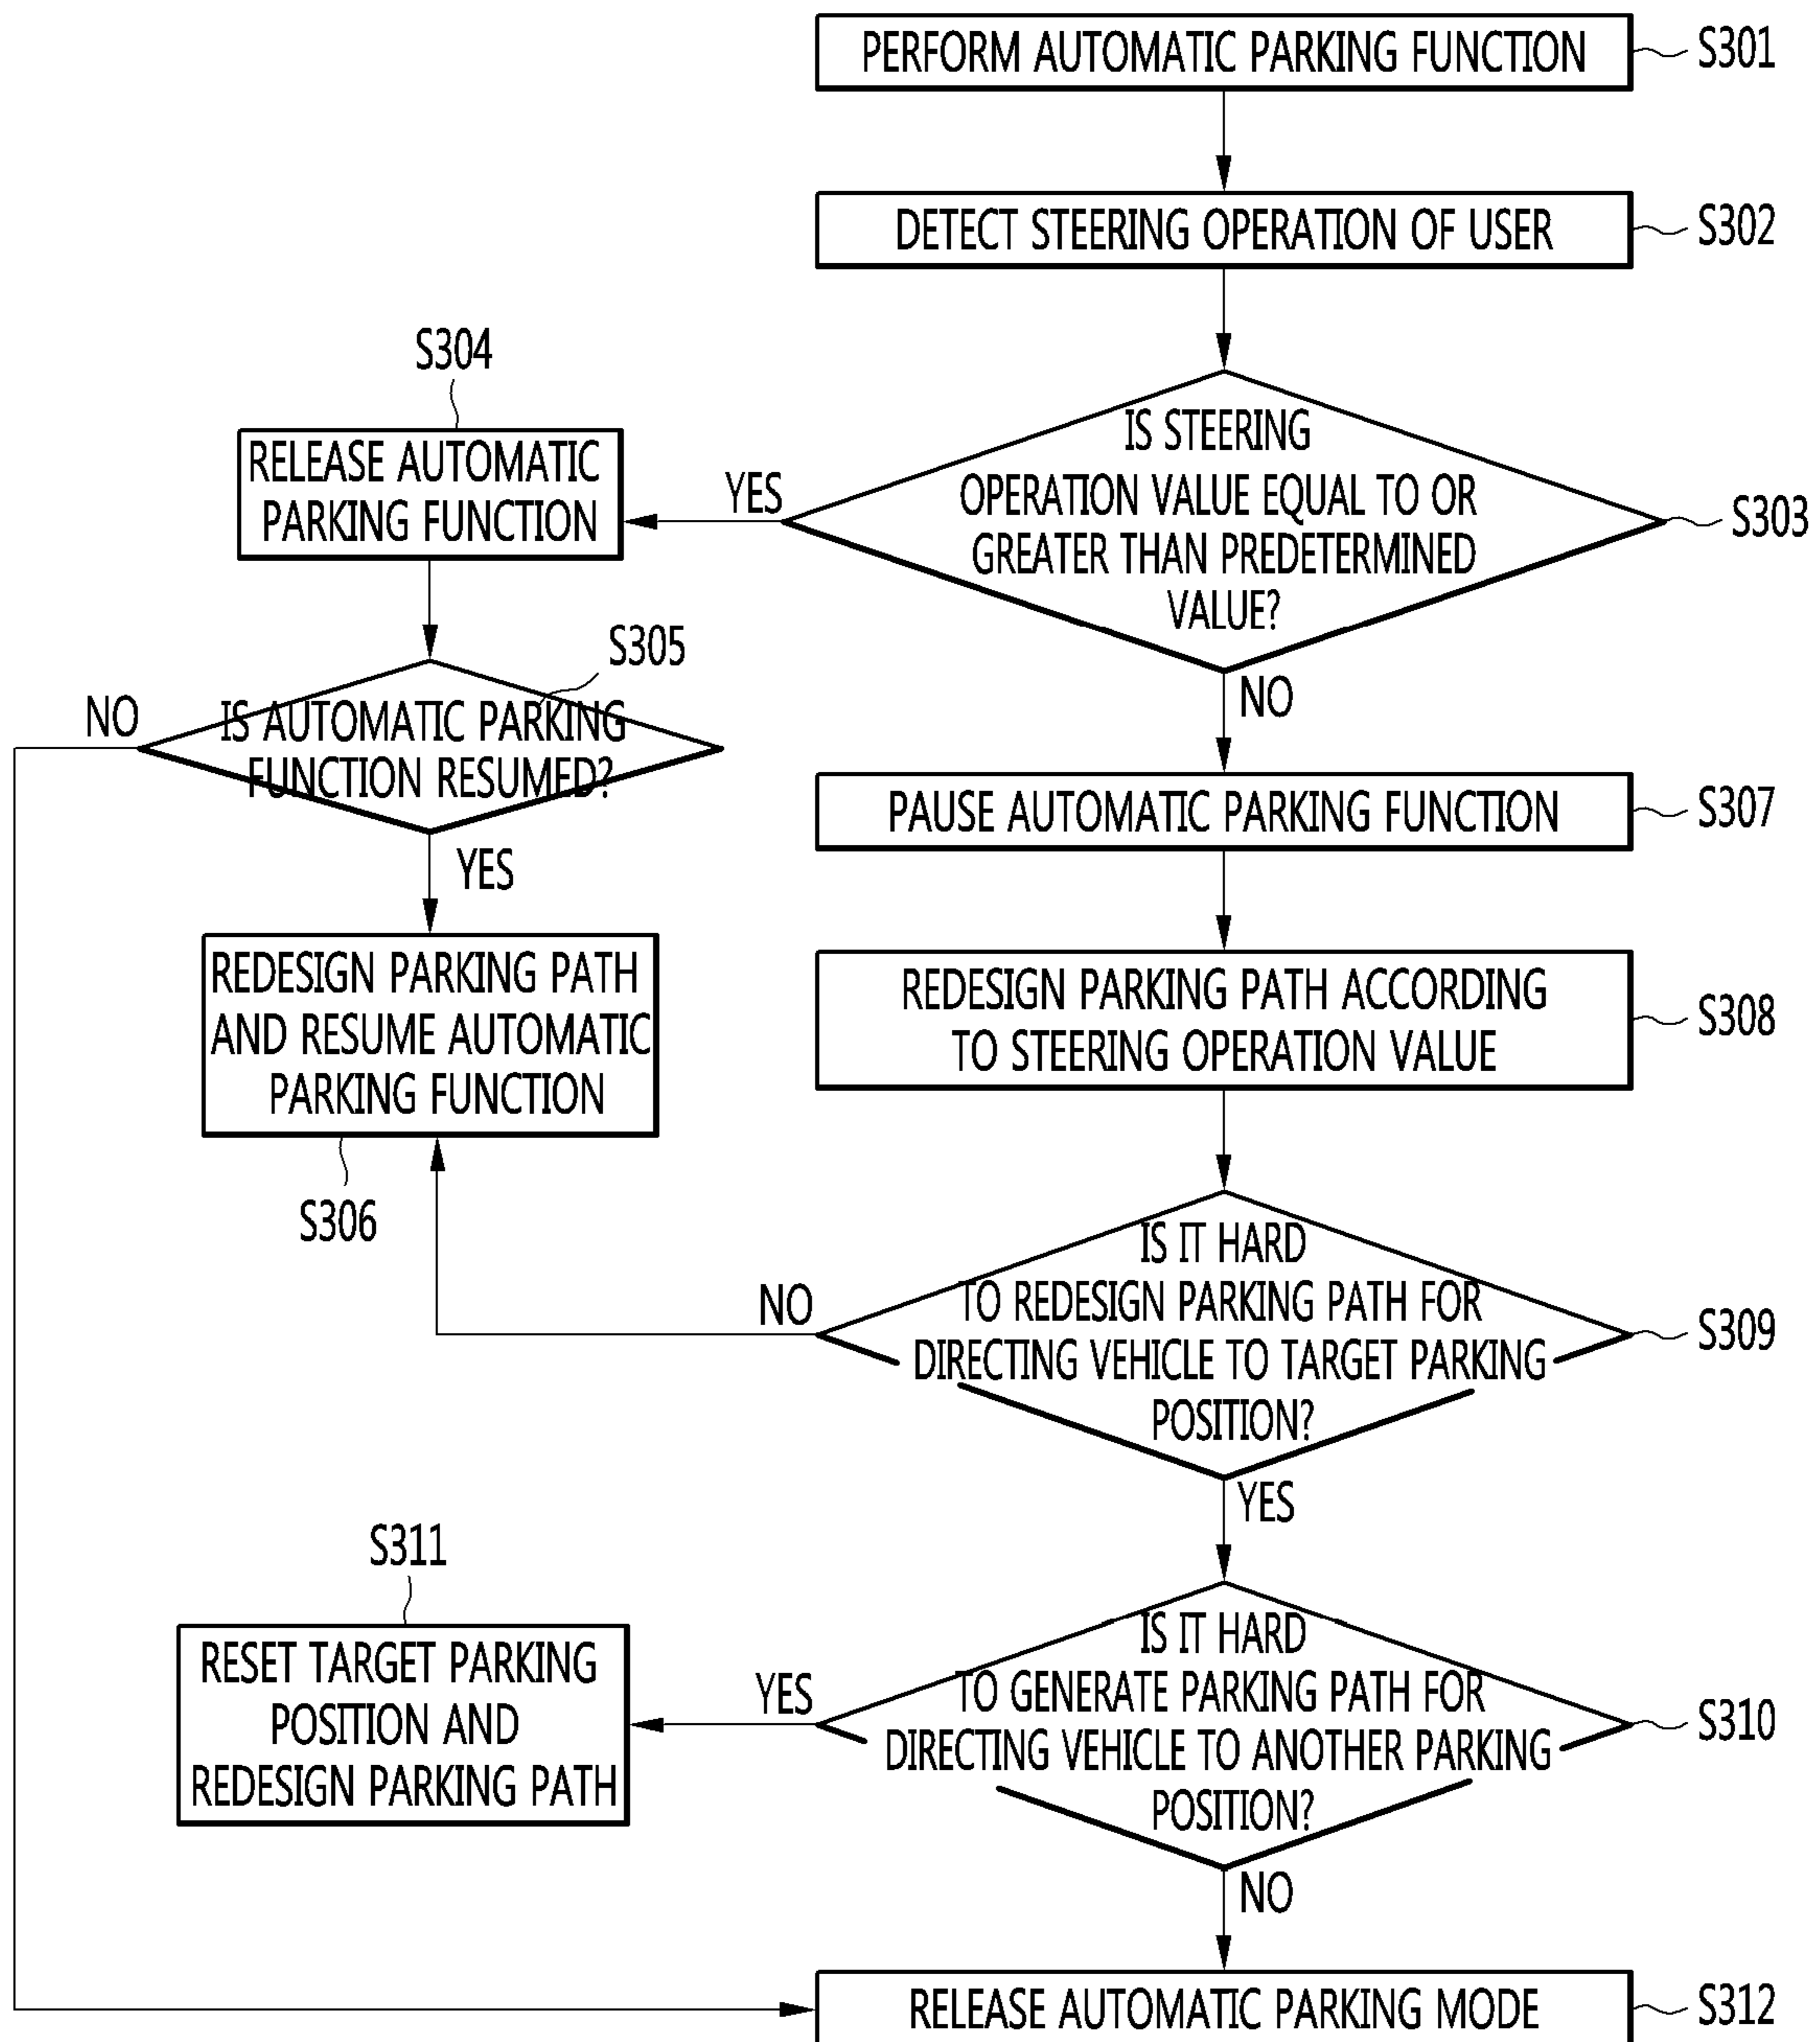 PERFORM AUTOMATIC PARKING FUNCTION
S301
DETECT STEERING OPERATION OF USER
S302
IS STEERING
OPERATION VALUE EQUAL TO OR
GREATER THAN PREDETERMINED
VALUE?
S303
YES
NO
S304
RELEASE AUTOMATIC
PARKING FUNCTION
S305
IS AUTOMATIC PARKING
FUNCTION RESUMED?
NO
YES
REDESIGN PARKING PATH
AND RESUME AUTOMATIC
PARKING FUNCTION
S306
PAUSE AUTOMATIC PARKING FUNCTION
S307
REDESIGN PARKING PATH ACCORDING
TO STEERING OPERATION VALUE
S308
IS IT HARD
TO REDESIGN PARKING PATH FOR
DIRECTING VEHICLE TO TARGET PARKING
POSITION?
S309
NO
YES
IS IT HARD
TO GENERATE PARKING PATH FOR
DIRECTING VEHICLE TO ANOTHER PARKING
POSITION?
S310
YES
NO
S311
RESET TARGET PARKING
POSITION AND
REDESIGN PARKING PATH
RELEASE AUTOMATIC PARKING MODE
S312